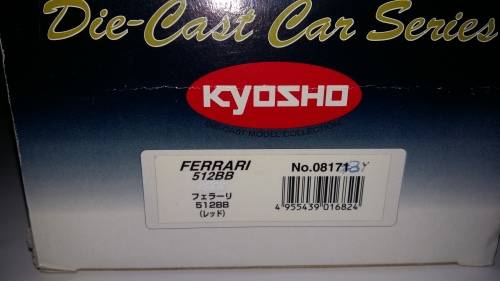 Die-Cast Car Series
KYOSHO
DIE-CAST MODEL COLLECTION
FERRARI
512BB
No.08171
フェラーリ
512BB
(レッド)
4 955439 016824